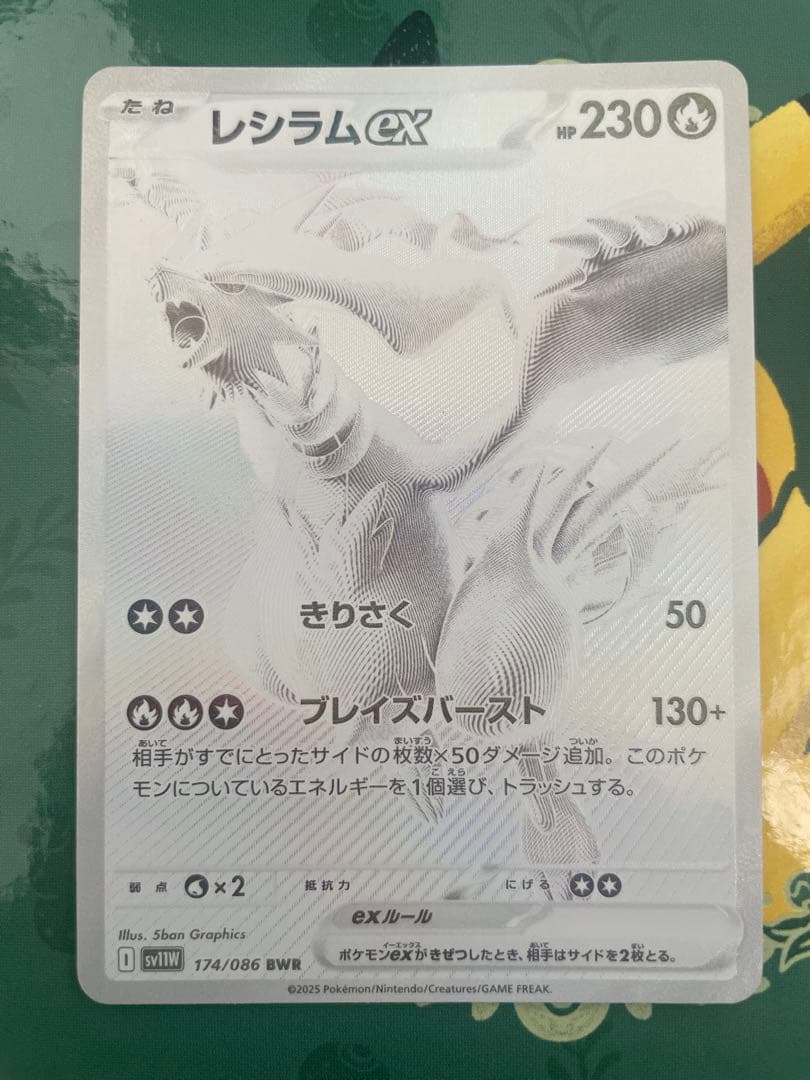 たね
レシラムex
HP230
きりさく 50
ブレイズバースト 130+
相手がすでにとったサイドの枚数×50ダメージ追加。このポケ
モンについているエネルギーを1個選び、トラッシュする。
弱点 ×2 抵抗力 にげる
exルール
ポケモンexがきぜつしたとき、相手はサイドを2枚とる。
Illus. 5ban Graphics
I sv11W 174/086 BWR
©2025 Pokémon/Nintendo/Creatures/GAME FREAK.